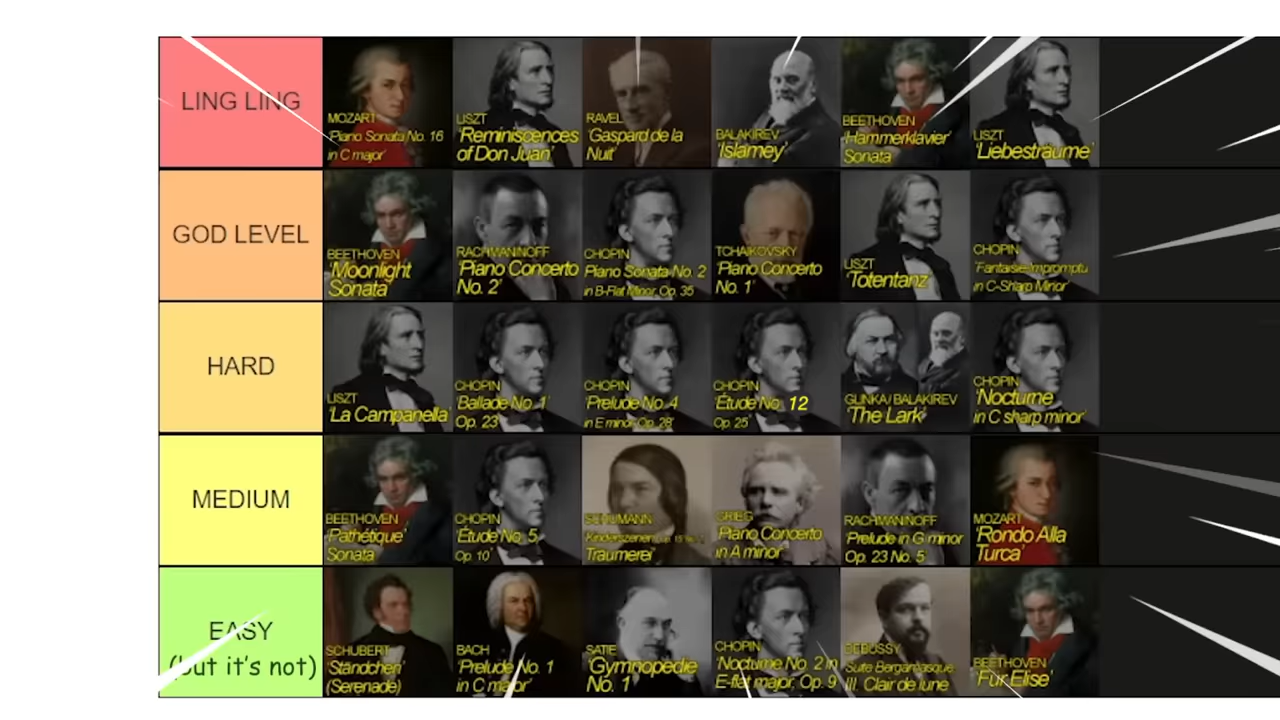 LING LING
MOZART
'Piano Sonata No. 16
in C major'
LISZT
'Reminiscences
of Don Juan'
RAVEL
'Gaspard de la
Nuit'
BALAKIREV
'Islamey'
BEETHOVEN
'Hammerklavier'
Sonata
LISZT
'Liebesträume'
GOD LEVEL
BEETHOVEN
'Moonlight
Sonata'
RACHMANINOFF
'Piano Concerto
No. 2'
CHOPIN
Piano Sonata No. 2
in B-Flat Minor, Op. 35
TCHAIKOVSKY
'Piano Concerto
No. 1'
LISZT
'Totentanz'
CHOPIN
'Fantaisie-Impromptu
in C-Sharp Minor'
HARD
LISZT
'La Campanella'
CHOPIN
'Ballade No. 1'
Op. 23
CHOPIN
'Prelude No. 4
in E minor' Op. 28
CHOPIN
'Étude No. 12
Op. 25
GLINKA/ BALAKIREV
'The Lark'
CHOPIN
'Nocturne
in C sharp minor'
MEDIUM
BEETHOVEN
'Pathétique'
Sonata
CHOPIN
'Étude No. 5
Op. 10'
SCHUMANN
'Kinderszenen
Träumerei'
GRIEG
'Piano Concerto
in A minor'
RACHMANINOFF
'Prelude in G minor
Op. 23 No. 5
MOZART
'Rondo Alla
Turca'
EASY
(but it's not)
SCHUBERT
'Ständchen'
(Serenade)
BACH
'Prelude No. 1
in C major'
SATIE
'Gymnopedie
No. 1'
CHOPIN
'Nocturne No. 2 in
E-flat major, Op. 9
DEBUSSY
Suite Bergamasque
III. Clair de lune
BEETHOVEN
'Für Elise'